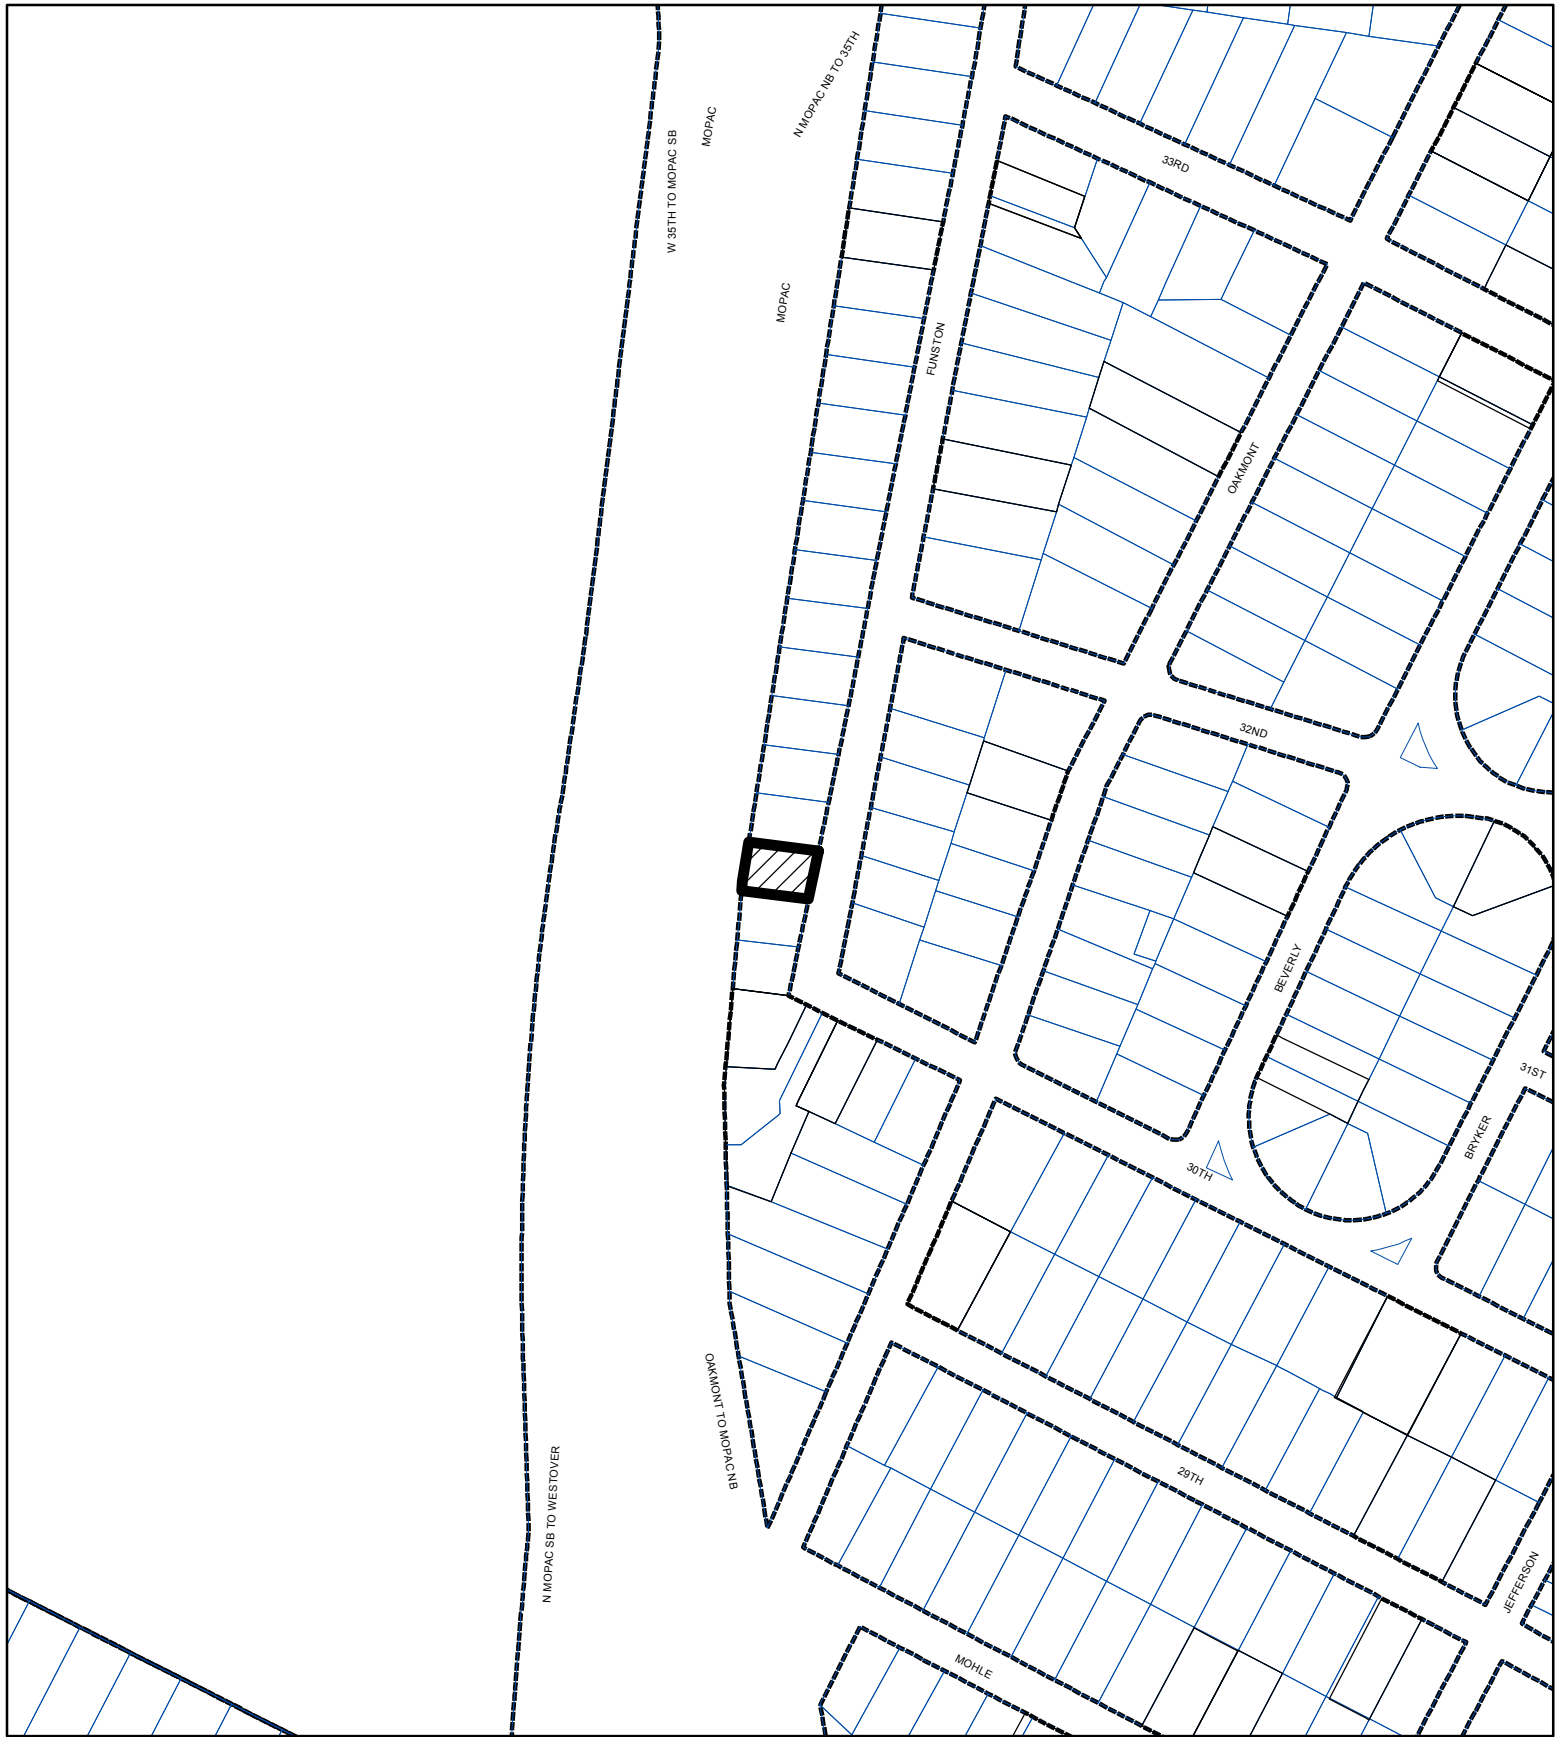 N MOPAC NB TO 35TH
MOPAC
W 35TH TO MOPAC SB
33RD
MOPAC
FUNSTON
OAKMONT
32ND
BEVERLY
31ST
BRYKER
30TH
OAKMONT TO MOPAC NB
29TH
N MOPAC SB TO WESTOVER
JEFFERSON
MOHLE